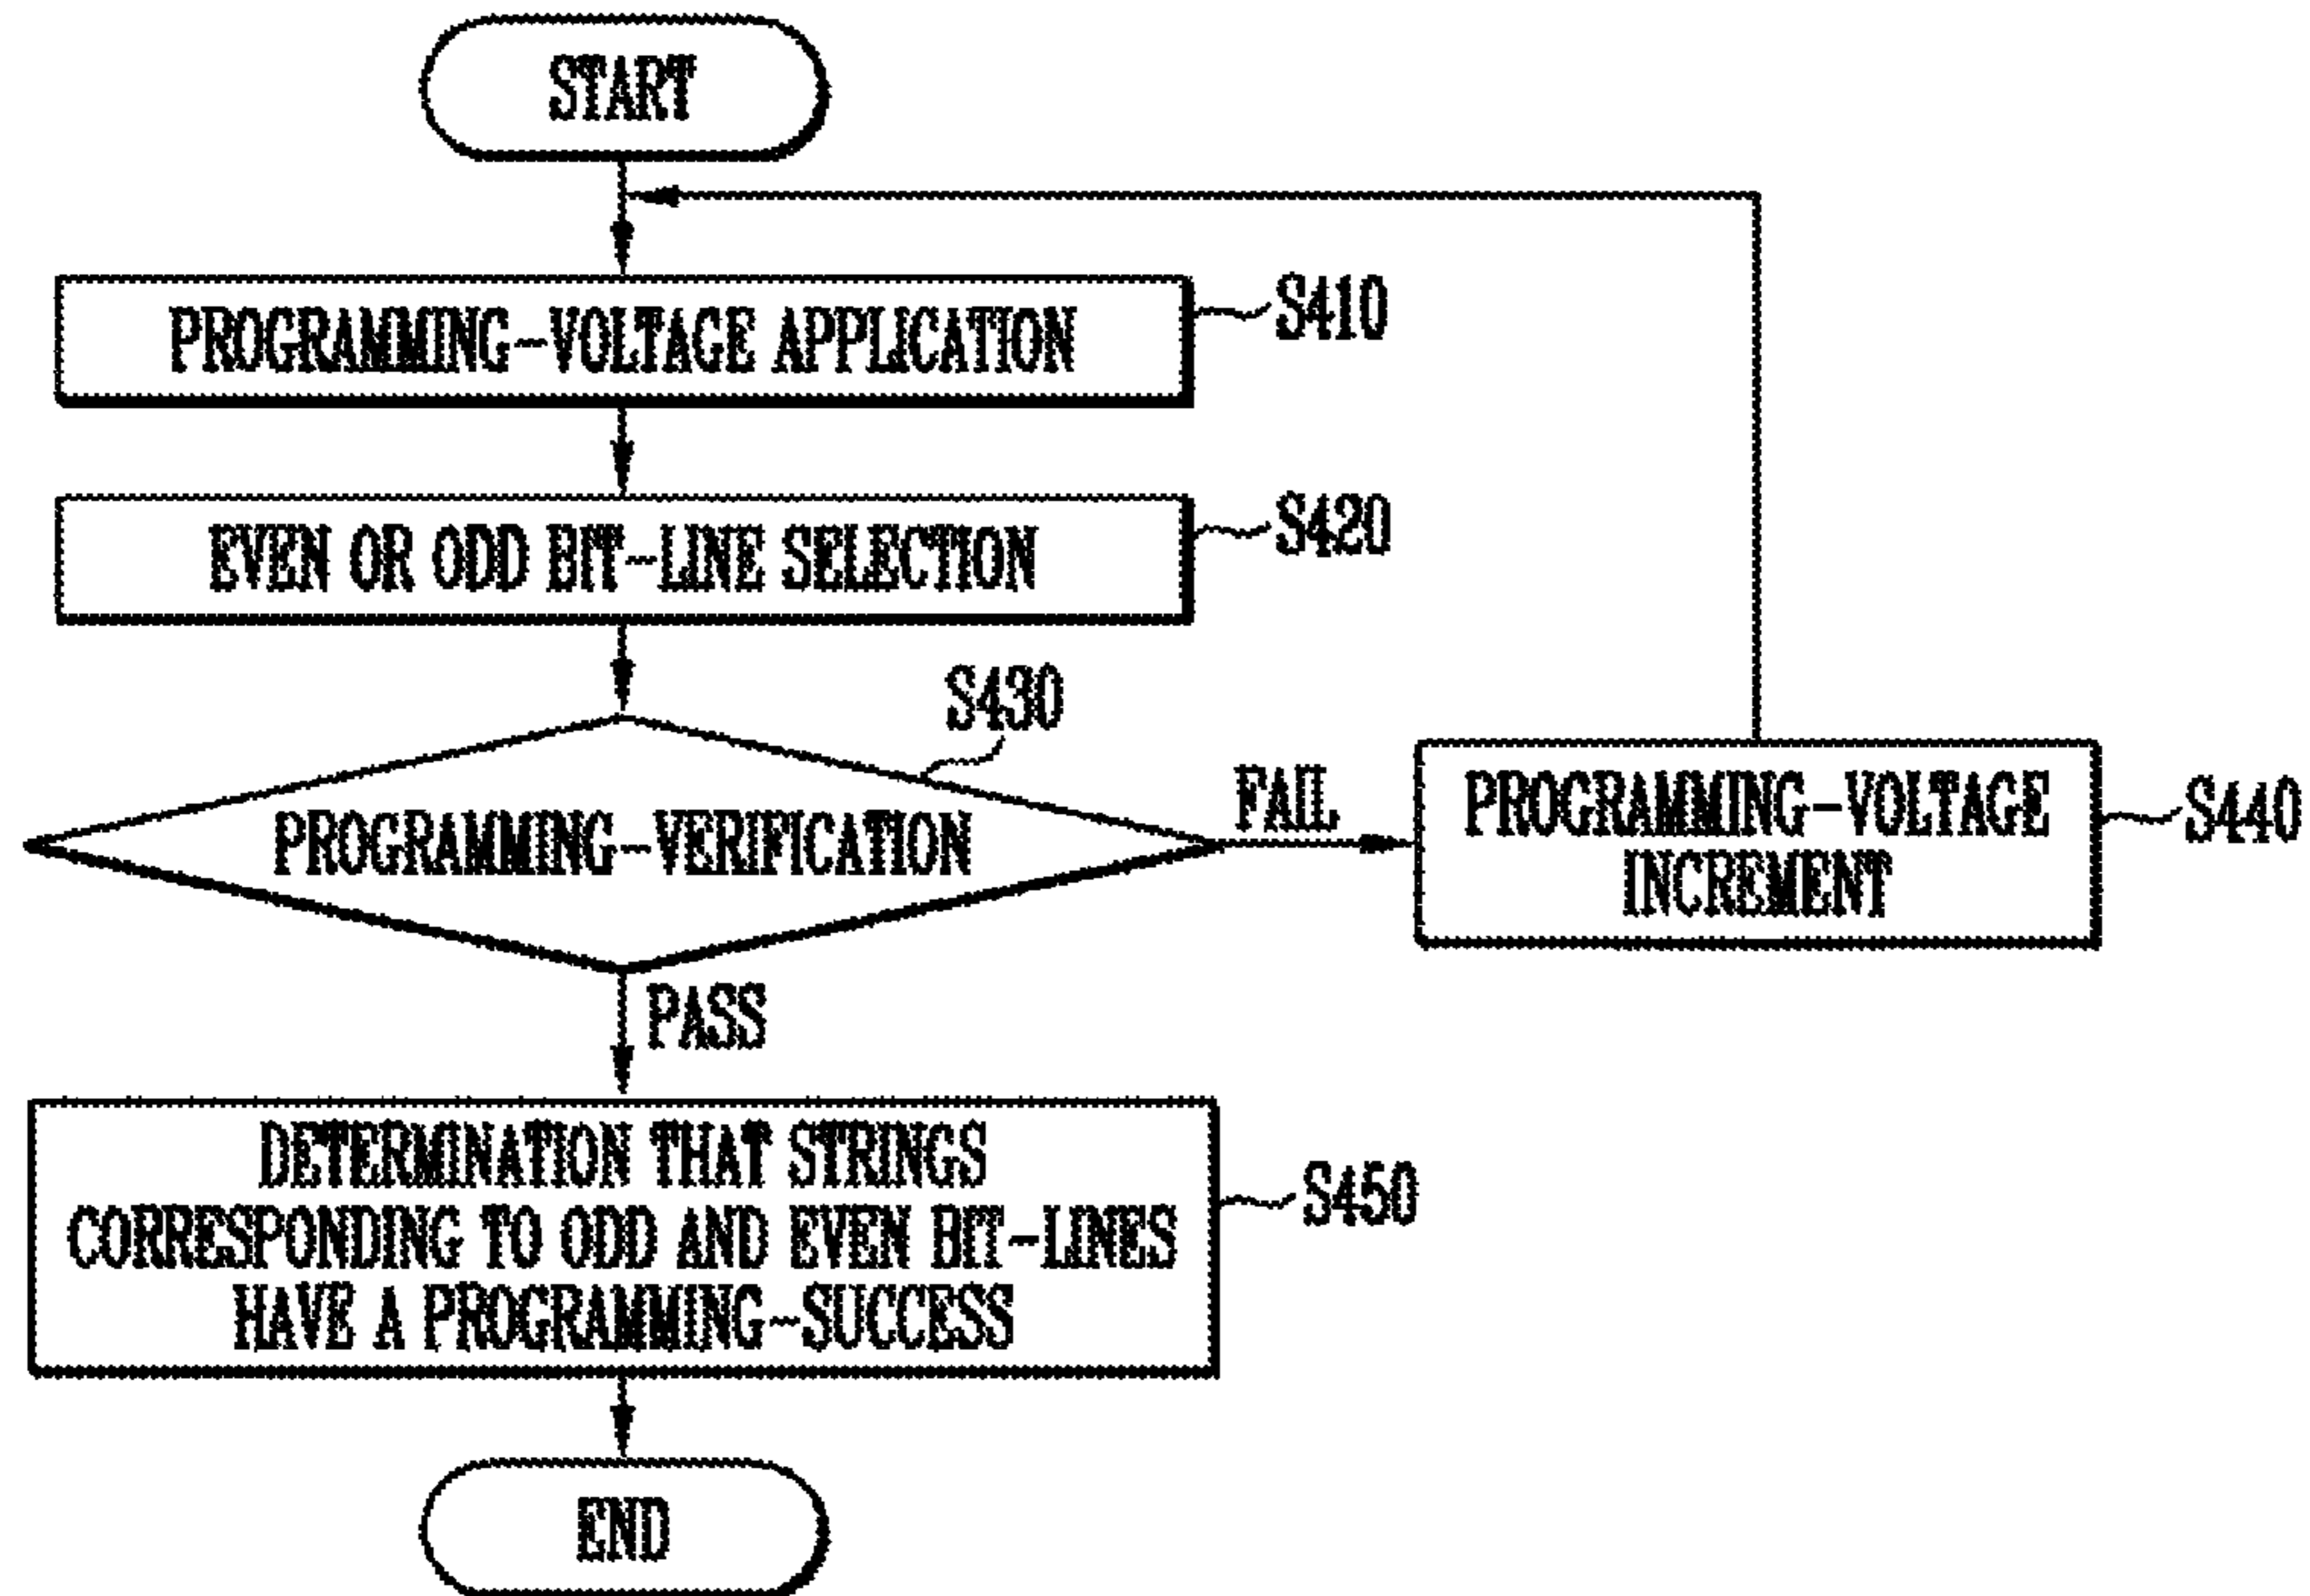 START
PROGRAMMING-VOLTAGE APPLICATION
S410
EVEN OR ODD BIT-LINE SELECTION
S420
S430
PROGRAMMING-VERIFICATION
FAIL
PROGRAMMING-VOLTAGE
INCREMENT
S440
PASS
DETERMINATION THAT STRINGS
CORRESPONDING TO ODD AND EVEN BIT-LINES
HAVE A PROGRAMMING-SUCCESS
S450
END